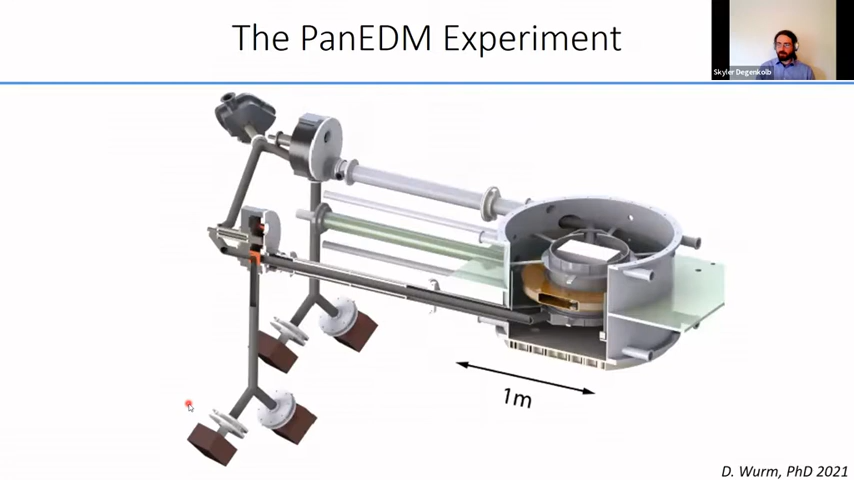 The PanEDM Experiment
Skyler Degenkolb
1m
D. Wurm, PhD 2021